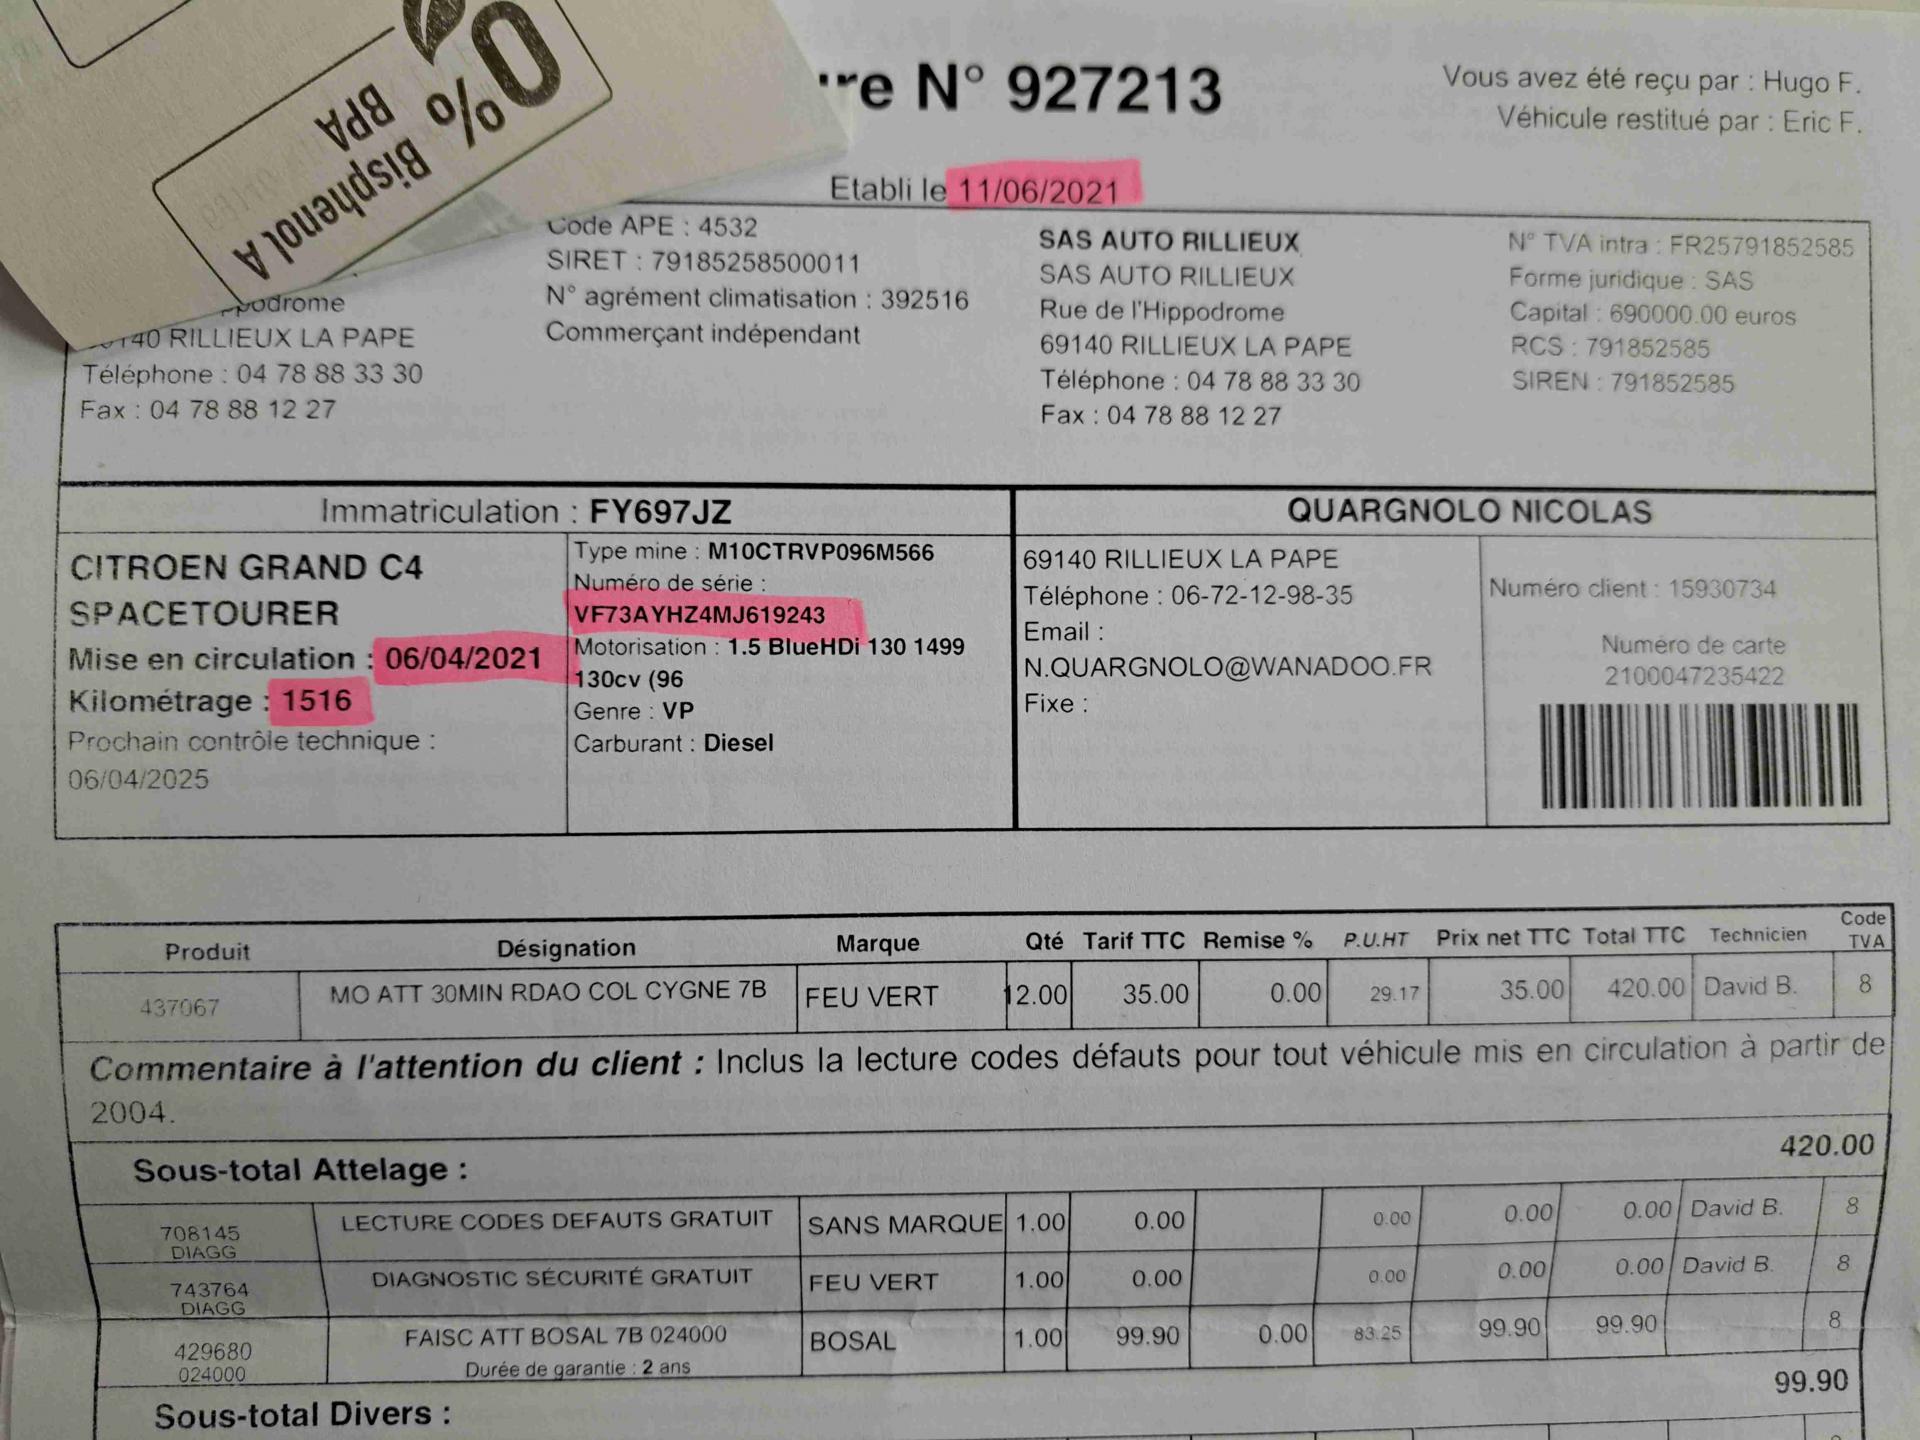 0%
Bisphenol A
BPA
N° 927213
Vous avez été reçu par : Hugo F.
Véhicule restitué par : Eric F.
Etabli le 11/06/2021
RILLIEUX LA PAPE
Téléphone : 04 78 88 33 30
Fax : 04 78 88 12 27
Code APE : 4532
SIRET : 79185258500011
N° agrément climatisation : 392516
Commerçant indépendant
SAS AUTO RILLIEUX
SAS AUTO RILLIEUX
Rue de l'Hippodrome
69140 RILLIEUX LA PAPE
Téléphone : 04 78 88 33 30
Fax : 04 78 88 12 27
N° TVA intra : FR25791852585
Forme juridique : SAS
Capital : 690000.00 euros
RCS : 791852585
SIREN : 791852585
Immatriculation : FY697JZ
CITROEN GRAND C4
SPACETOURER
Mise en circulation : 06/04/2021
Kilométrage : 1516
Prochain contrôle technique :
06/04/2025
Type mine : M10CTRVP096M566
Numéro de série :
VF73AYHZ4MJ619243
Motorisation : 1.5 BlueHDi 130 1499
130cv (96
Genre : VP
Carburant : Diesel
QUARGNOLO NICOLAS
69140 RILLIEUX LA PAPE
Téléphone : 06-72-12-98-35
Email :
N.QUARGNOLO@WANADOO.FR
Fixe :
Numéro client : 15930734
Numéro de carte
2100047235422
Produit Désignation Marque Qté Tarif TTC Remise % P.U.HT Prix net TTC Total TTC Technicien Code TVA
437067 MO ATT 30MIN RDAO COL CYGNE 7B FEU VERT 12.00 35.00 0.00 29.17 35.00 420.00 David B. 8
Commentaire à l'attention du client : Inclus la lecture codes défauts pour tout véhicule mis en circulation à partir de
2004.
Sous-total Attelage : 420.00
708145 LECTURE CODES DEFAUTS GRATUIT SANS MARQUE 1.00 0.00 0.00 0.00 0.00 David B. 8
DIAGG
743764 DIAGNOSTIC SÉCURITÉ GRATUIT FEU VERT 1.00 0.00 0.00 0.00 0.00 David B. 8
DIAGG
429680 FAISC ATT BOSAL 7B 024000 BOSAL 1.00 99.90 0.00 83.25 99.90 99.90 8
024000 Durée de garantie : 2 ans
Sous-total Divers : 99.90